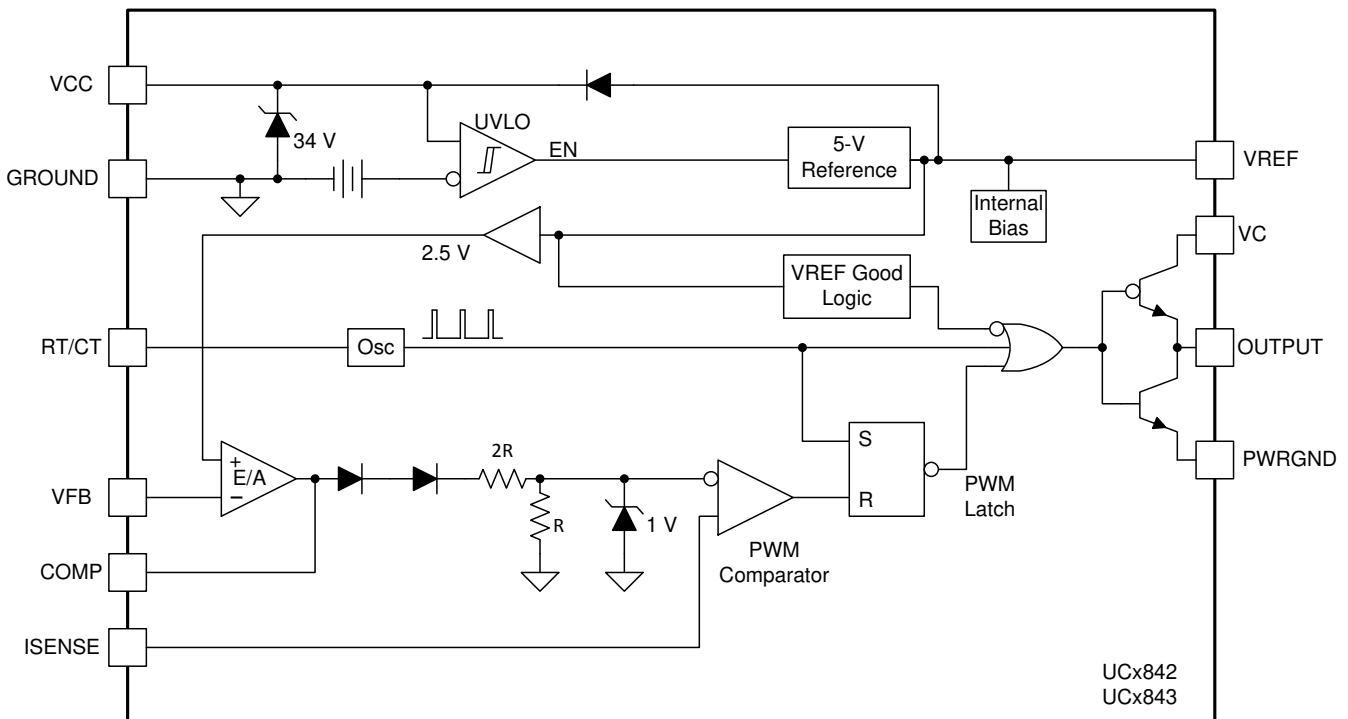 VCC
UVLO
34 V
EN
5-V
Reference
VREF
GROUND
Internal
Bias
VC
2.5 V
VREF Good
Logic
RT/CT
Osc
OUTPUT
S
2R
+
E/A
−
PWRGND
VFB
R
PWM
Latch
R
1 V
PWM
Comparator
COMP
ISENSE
UCx842
UCx843